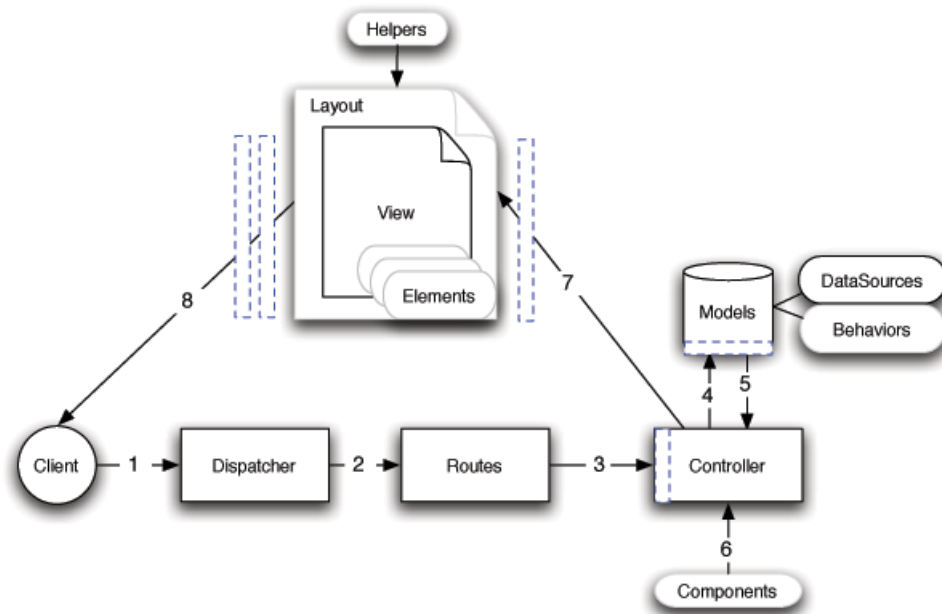 Helpers
Layout
View
Elements
8
7
DataSources
Models
Behaviors
4
5
Client
1
Dispatcher
2
Routes
3
Controller
6
Components